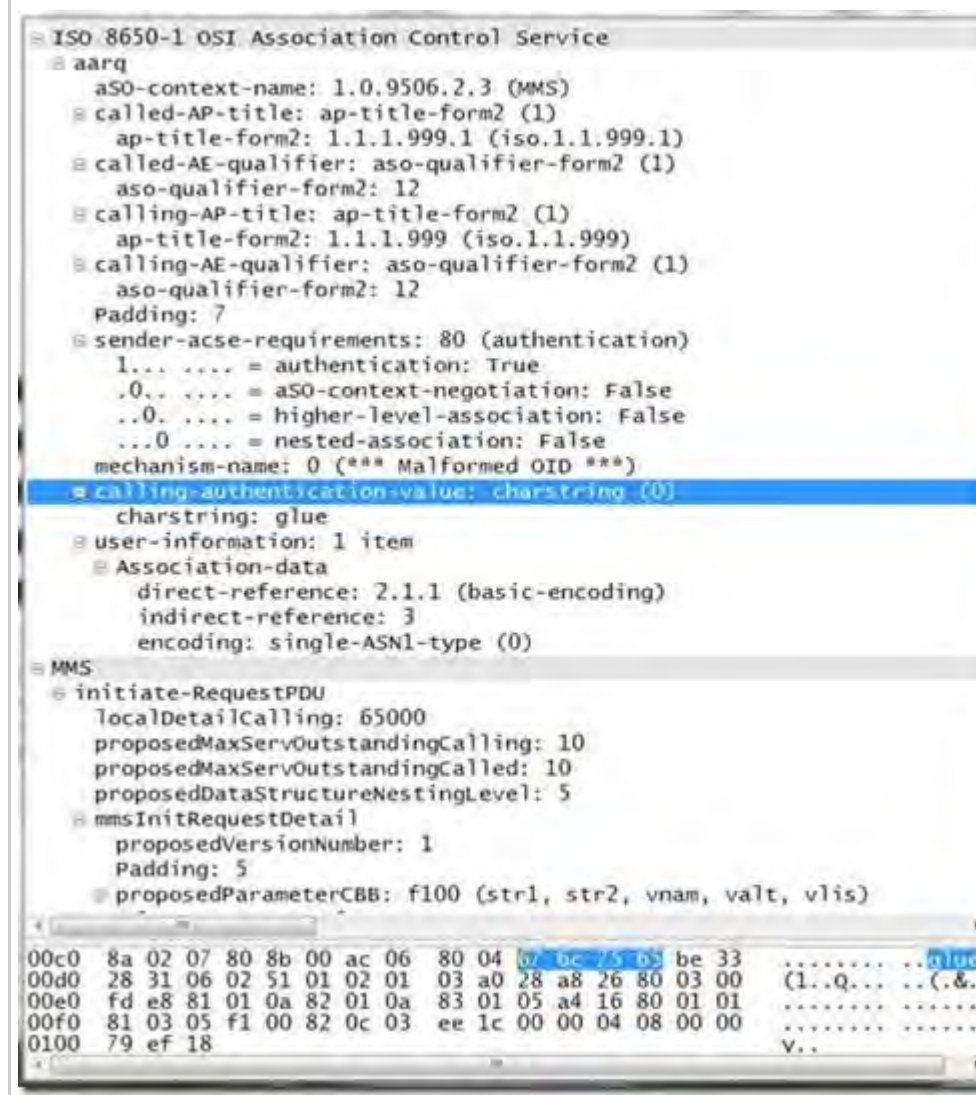 ISO 8650-1 OSI Association Control Service
aarq
aSO-context-name: 1.0.9506.2.3 (MMS)
called-AP-title: ap-title-form2 (1)
ap-title-form2: 1.1.1.999.1 (iso.1.1.999.1)
called-AE-qualifier: aso-qualifier-form2 (1)
aso-qualifier-form2: 12
calling-AP-title: ap-title-form2 (1)
ap-title-form2: 1.1.1.999 (iso.1.1.999)
calling-AE-qualifier: aso-qualifier-form2 (1)
aso-qualifier-form2: 12
Padding: 7
sender-acse-requirements: 80 (authentication)
1... .... = authentication: True
.0.. .... = aSO-context-negotiation: False
..0. .... = higher-level-association: False
...0 .... = nested-association: False
mechanism-name: 0 (*** Malformed OID ***)
calling-authentication-value: charstring (0)
charstring: glue
user-information: 1 item
Association-data
direct-reference: 2.1.1 (basic-encoding)
indirect-reference: 3
encoding: single-ASN1-type (0)
MMS
initiate-RequestPDU
localDetailCalling: 65000
proposedMaxServOutstandingCalling: 10
proposedMaxServOutstandingCalled: 10
proposedDataStructureNestingLevel: 5
mmsInitRequestDetail
proposedVersionNumber: 1
Padding: 5
proposedParameterCBB: f100 (str1, str2, vnam, valt, vlis)
00c0 8a 02 07 80 8b 00 ac 06 80 04 67 6c 75 65 be 33 ........ ..glue
00d0 28 31 06 02 51 01 02 01 03 a0 28 a8 26 80 03 00 (1..Q... ..(.&.
00e0 fd e8 81 01 0a 82 01 0a 83 01 05 a4 16 80 01 01 ........ ......
00f0 81 03 05 f1 00 82 0c 03 ee 1c 00 00 04 08 00 00 ........ ......
0100 79 ef 18 y..